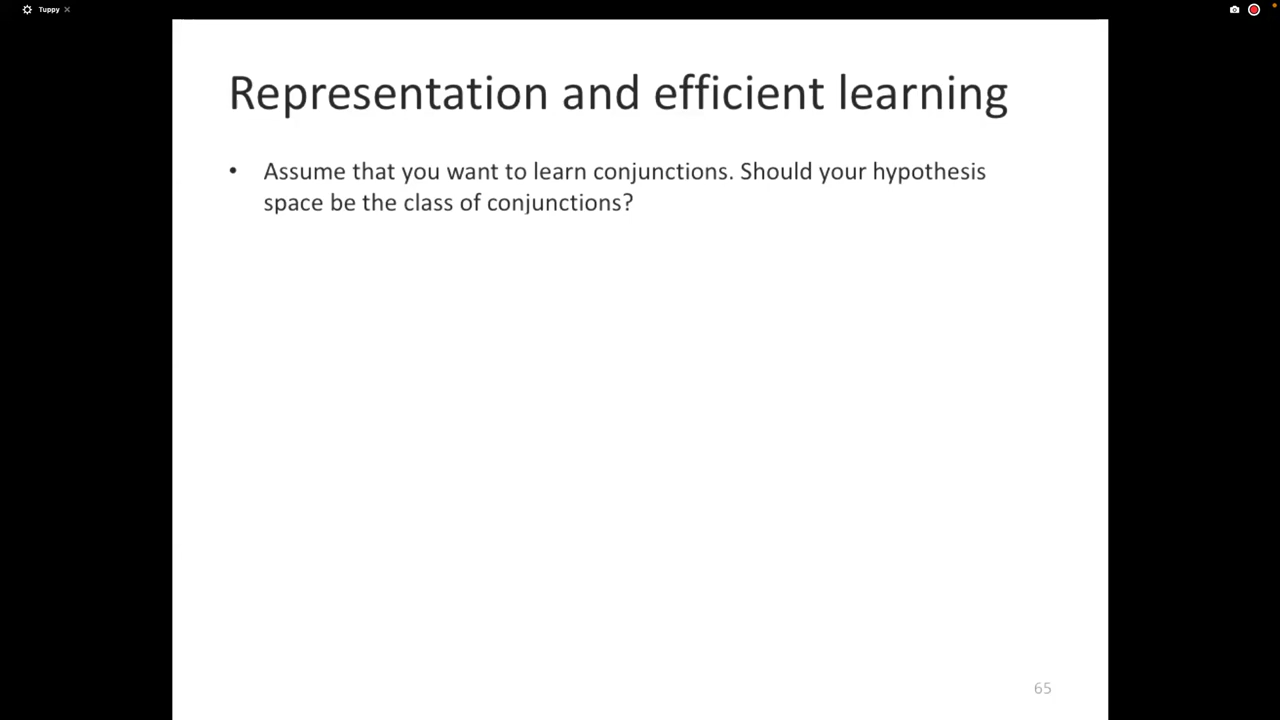 Tuppy
Representation and efficient learning
• Assume that you want to learn conjunctions. Should your hypothesis
space be the class of conjunctions?
65